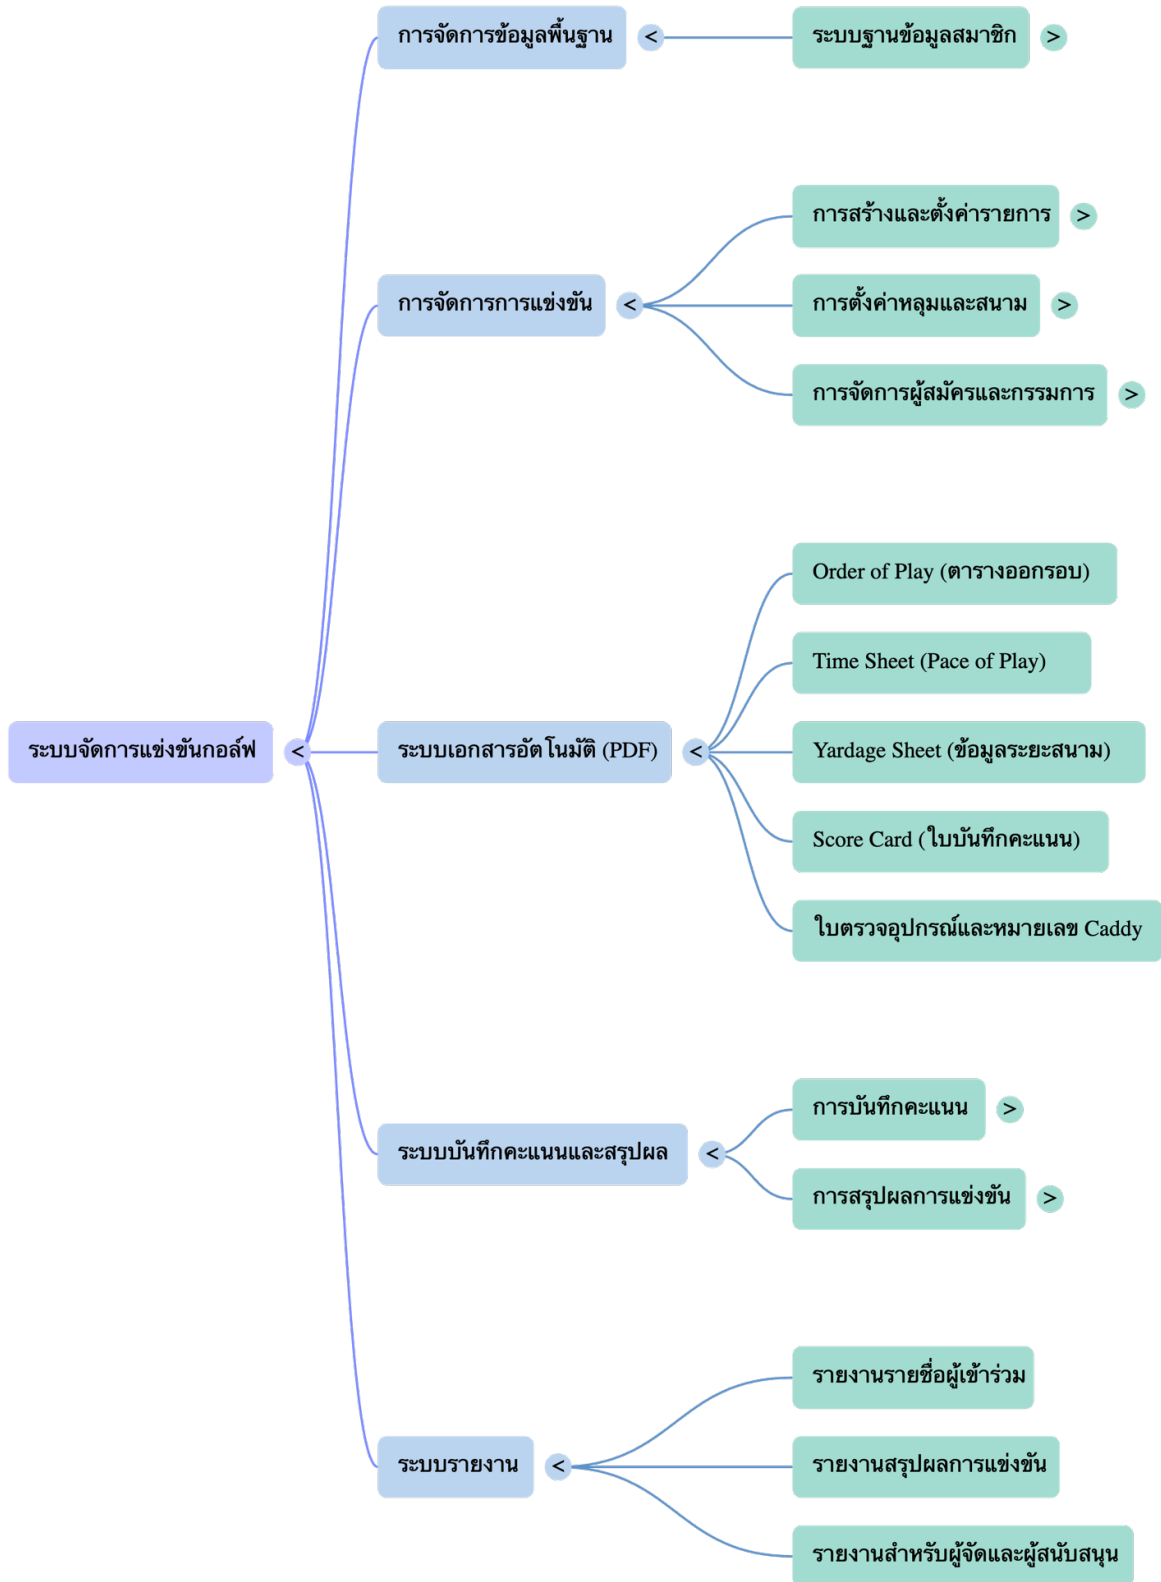 ระบบจัดการแข่งขันกอล์ฟ <
การจัดการข้อมูลพื้นฐาน <
ระบบฐานข้อมูลสมาชิก >
การจัดการการแข่งขัน <
การสร้างและตั้งค่ารายการ >
การตั้งค่าหลุมและสนาม >
การจัดการผู้สมัครและกรรมการ >
ระบบเอกสารอัตโนมัติ (PDF) <
Order of Play (ตารางออกรอบ)
Time Sheet (Pace of Play)
Yardage Sheet (ข้อมูลระยะสนาม)
Score Card (ใบบันทึกคะแนน)
ใบตรวจอุปกรณ์และหมายเลข Caddy
ระบบบันทึกคะแนนและสรุปผล <
การบันทึกคะแนน >
การสรุปผลการแข่งขัน >
ระบบรายงาน <
รายงานรายชื่อผู้เข้าร่วม
รายงานสรุปผลการแข่งขัน
รายงานสำหรับผู้จัดและผู้สนับสนุน